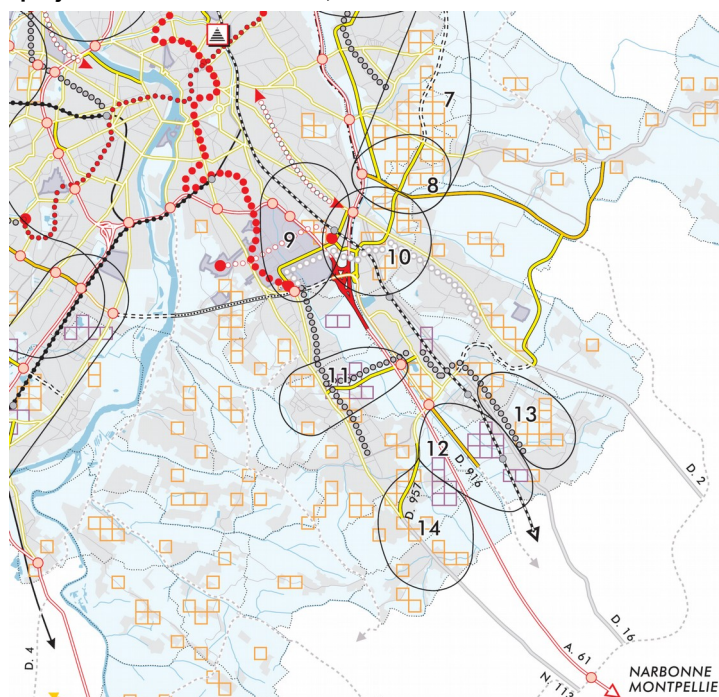 7
8
9
10
11
13
12
D. 916
D. 95
14
D. 2
D. 16
A. 61
D. 4
N. 113
NARBONNE
MONTPELLIE